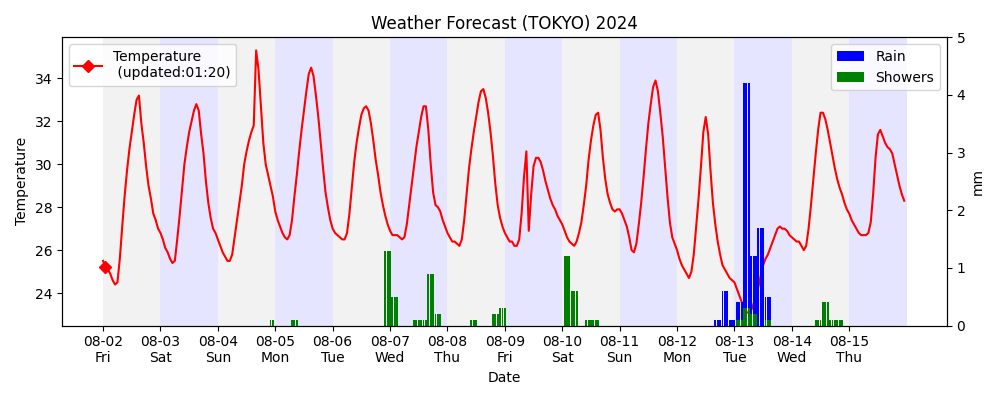 Weather Forecast (TOKYO) 2024
Temperature
(updated:01:20)
Rain
Showers
Temperature
34
32
30
28
26
24
5
4
3
2
1
0
mm
08-02 08-03 08-04 08-05 08-06 08-07 08-08 08-09 08-10 08-11 08-12 08-13 08-14 08-15
Fri Sat Sun Mon Tue Wed Thu Fri Sat Sun Mon Tue Wed Thu
Date